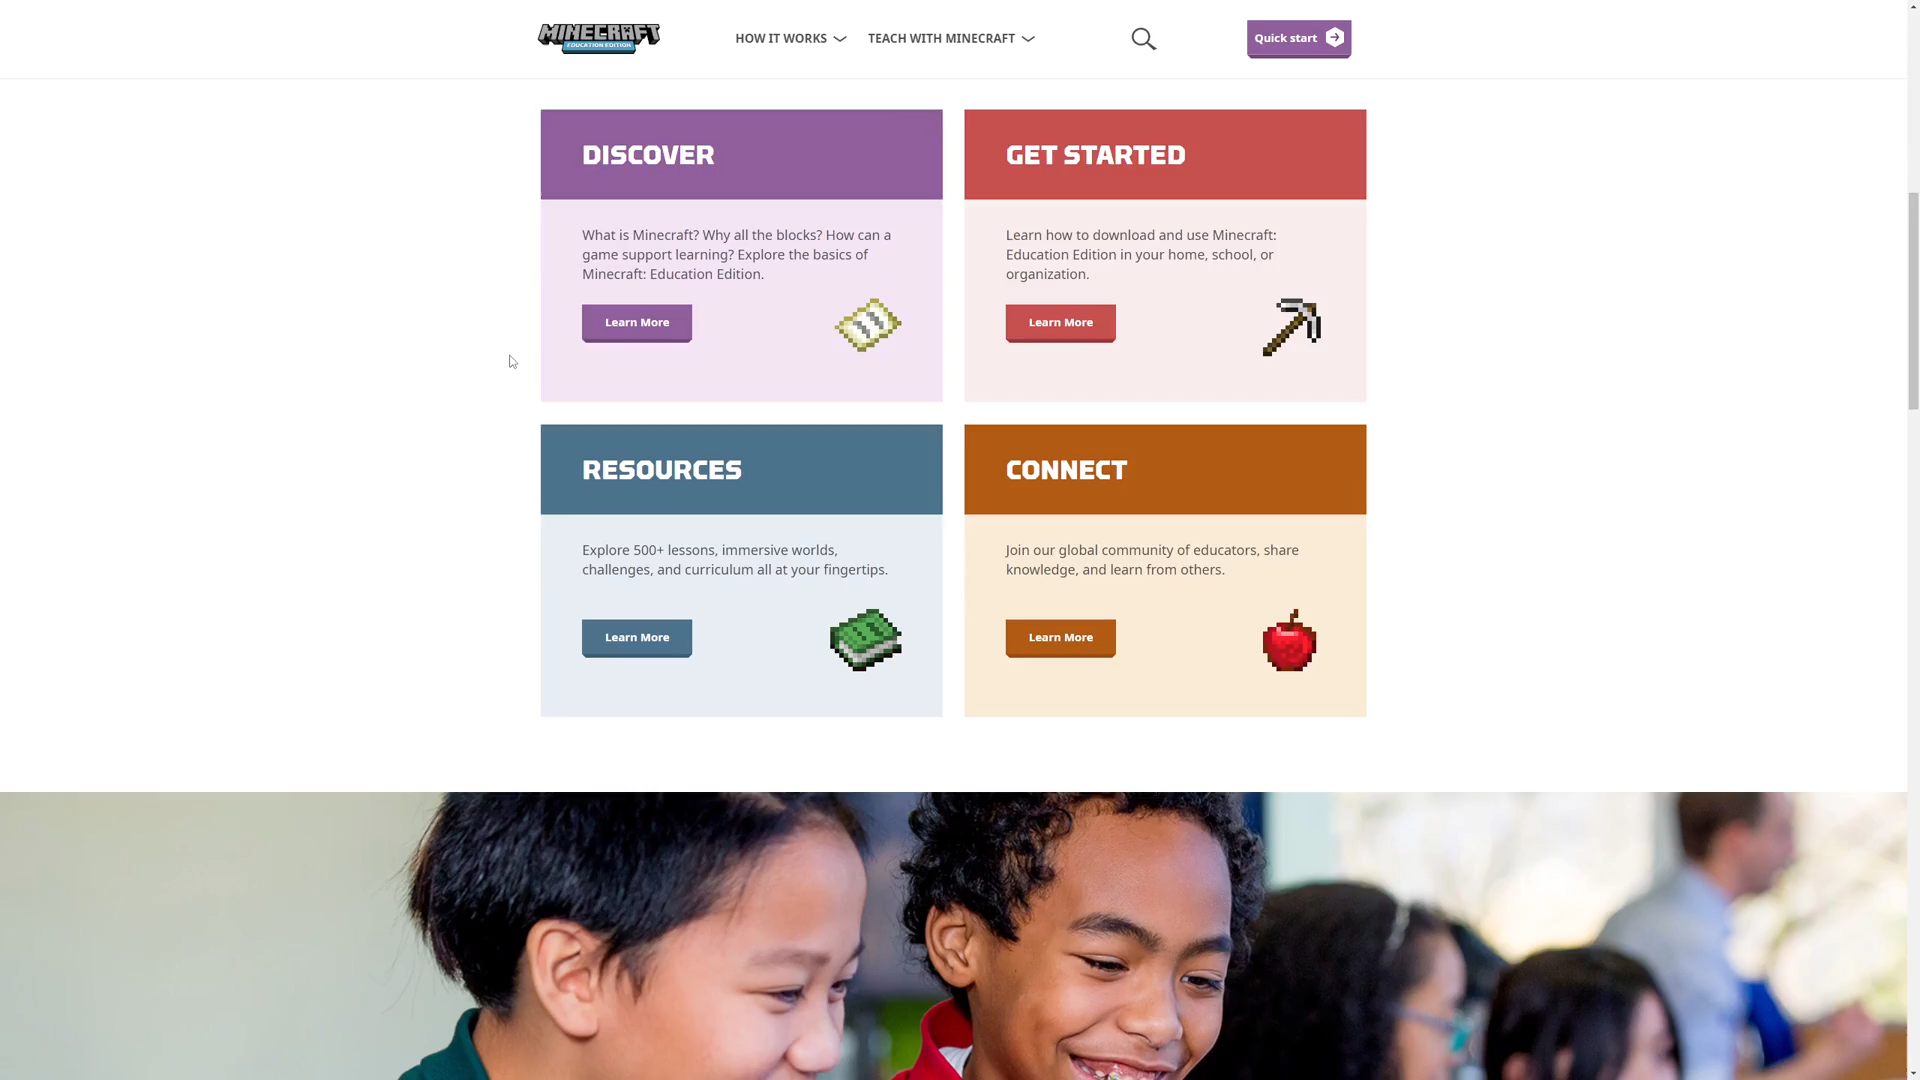 MINECRAFT
EDUCATION EDITION
HOW IT WORKS
TEACH WITH MINECRAFT
Quick start
DISCOVER
What is Minecraft? Why all the blocks? How can a
game support learning? Explore the basics of
Minecraft: Education Edition.
Learn More
GET STARTED
Learn how to download and use Minecraft:
Education Edition in your home, school, or
organization.
Learn More
RESOURCES
Explore 500+ lessons, immersive worlds,
challenges, and curriculum all at your fingertips.
Learn More
CONNECT
Join our global community of educators, share
knowledge, and learn from others.
Learn More